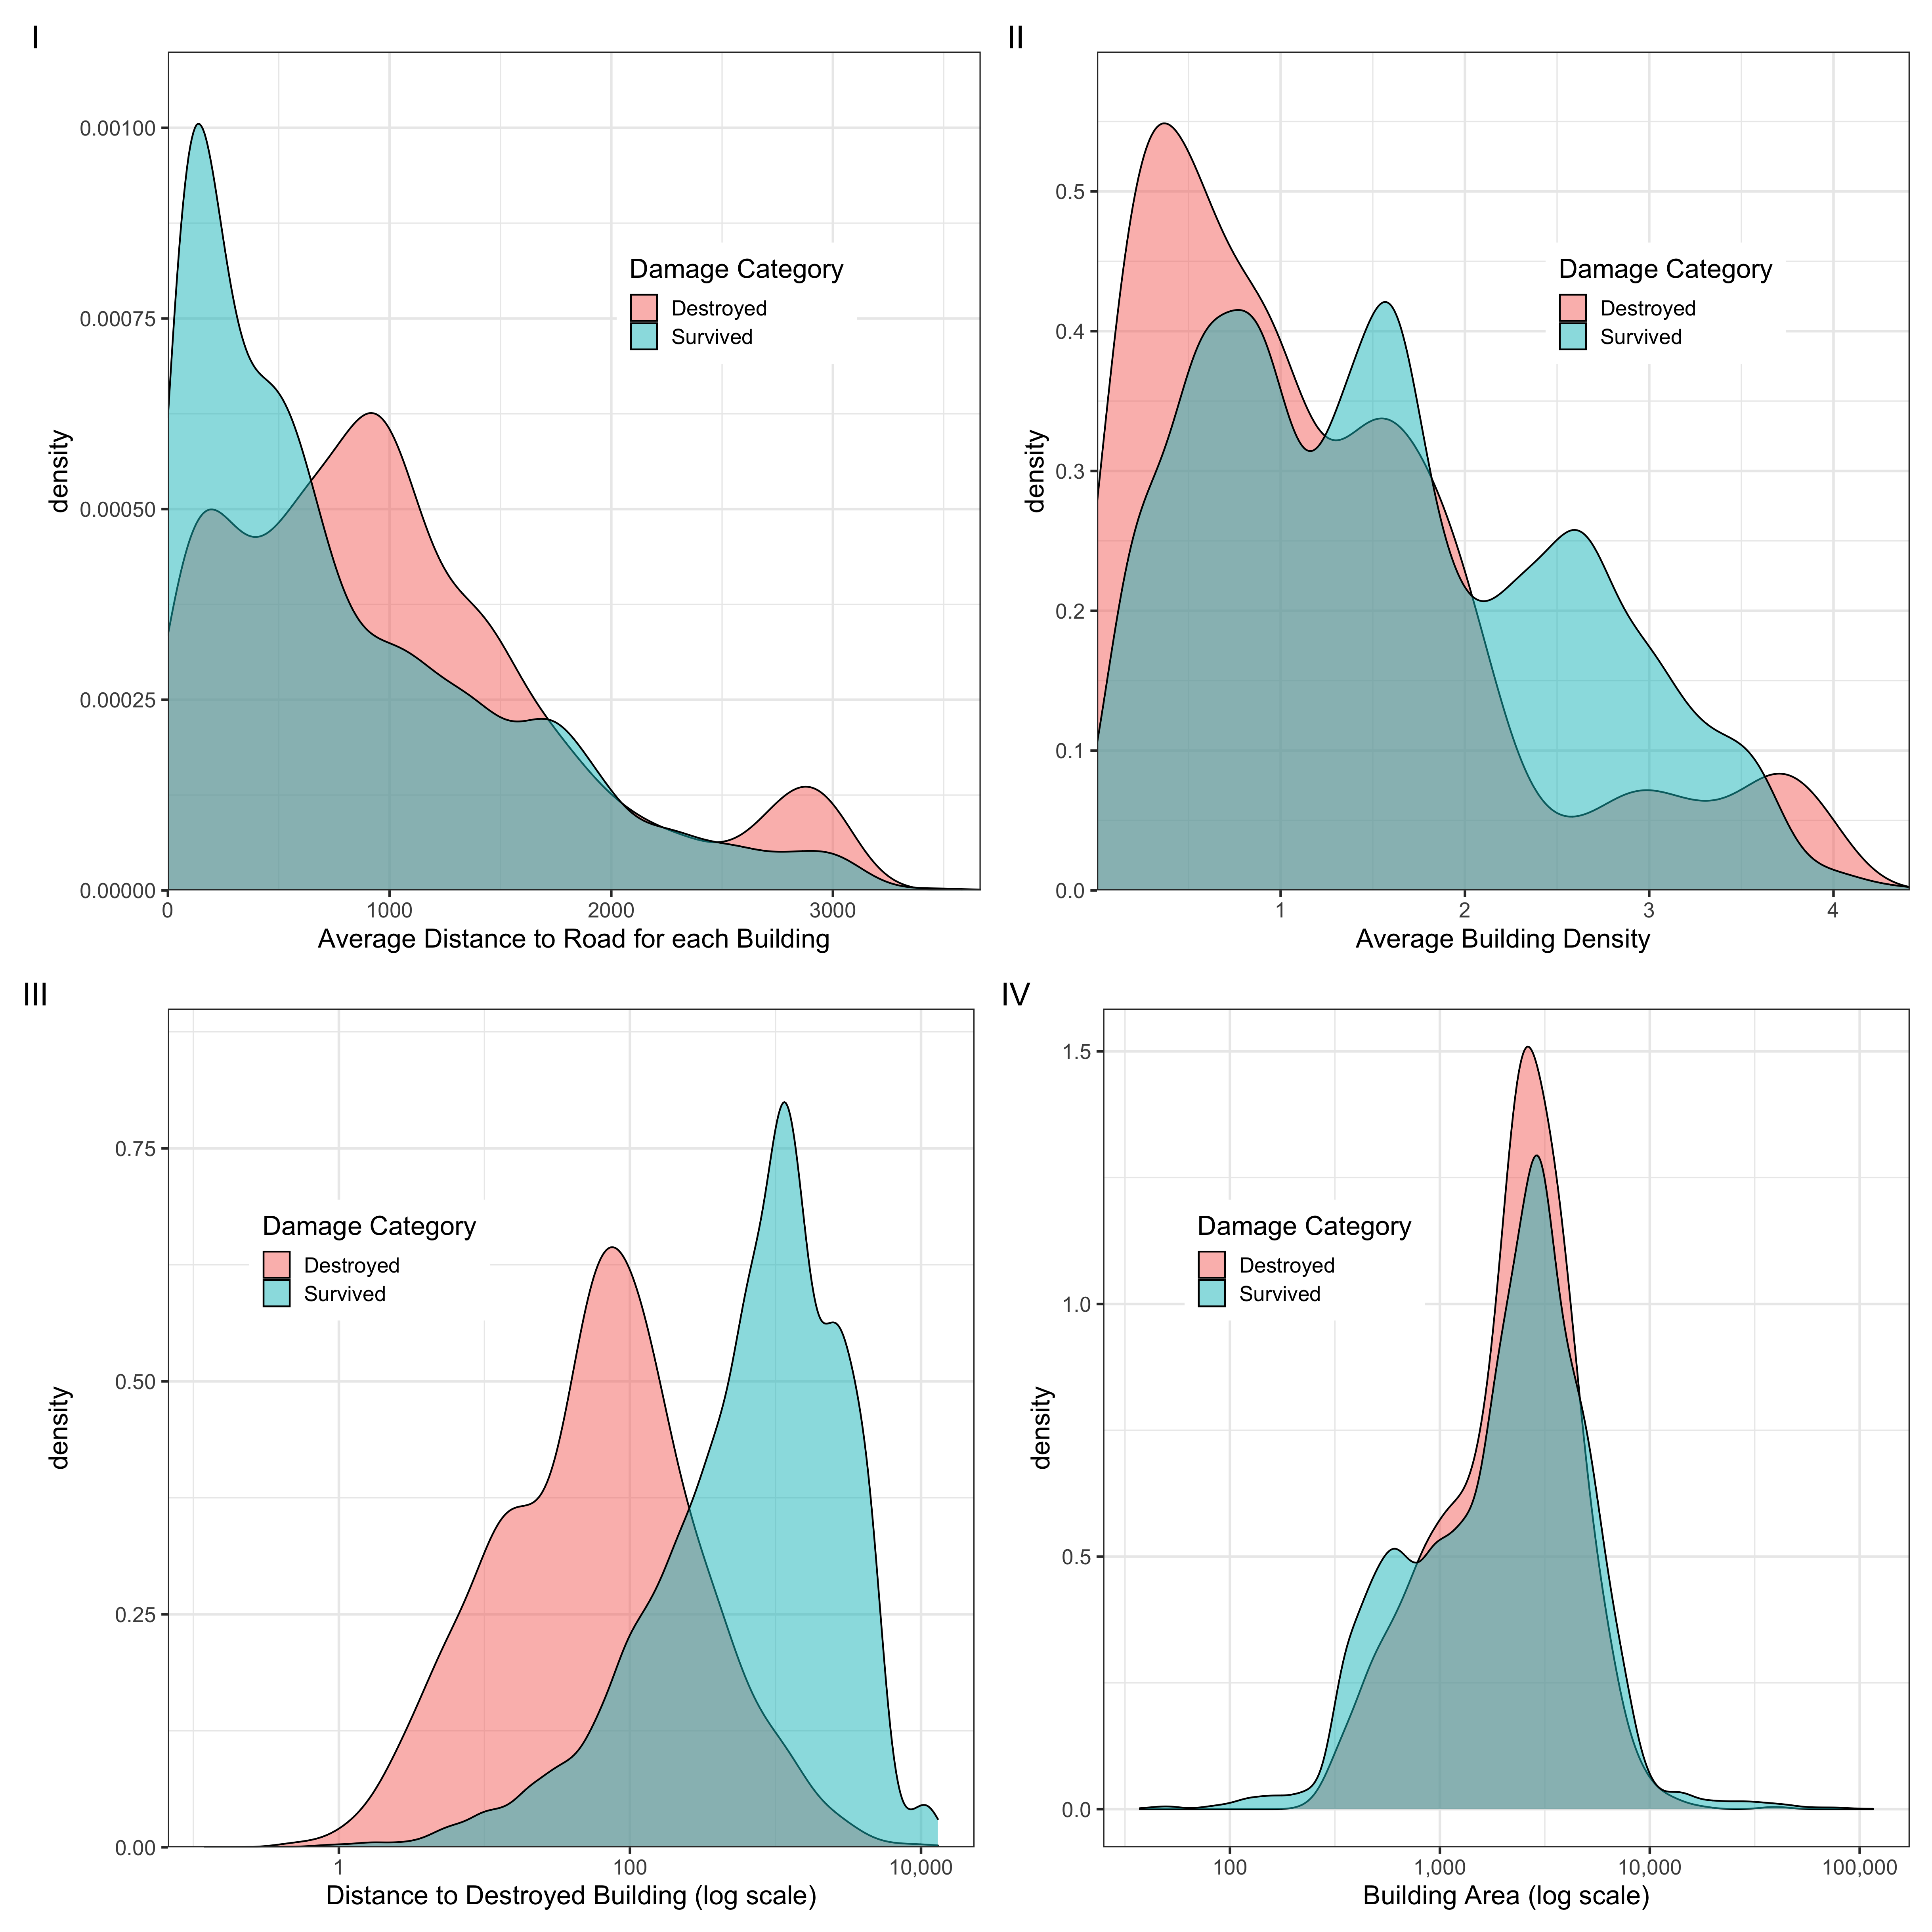 I
density
0.00100
0.00075
0.00050
0.00025
0.00000
Damage Category
Destroyed
Survived
0 1000 2000 3000
Average Distance to Road for each Building
II
density
0.5
0.4
0.3
0.2
0.1
0.0
Damage Category
Destroyed
Survived
1 2 3 4
Average Building Density
III
density
0.75
0.50
0.25
0.00
Damage Category
Destroyed
Survived
1 100 10,000
Distance to Destroyed Building (log scale)
IV
density
1.5
1.0
0.5
0.0
Damage Category
Destroyed
Survived
100 1,000 10,000 100,000
Building Area (log scale)